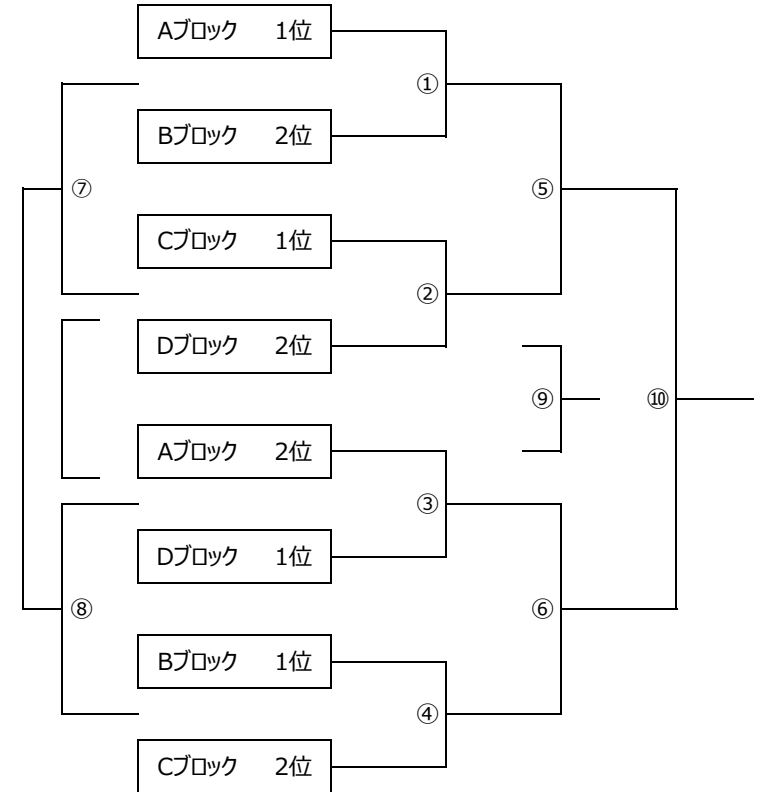 Aブロック　1位
①
Bブロック　2位
⑦
⑤
Cブロック　1位
②
Dブロック　2位
⑨
⑩
Aブロック　2位
③
Dブロック　1位
⑧
⑥
Bブロック　1位
④
Cブロック　2位